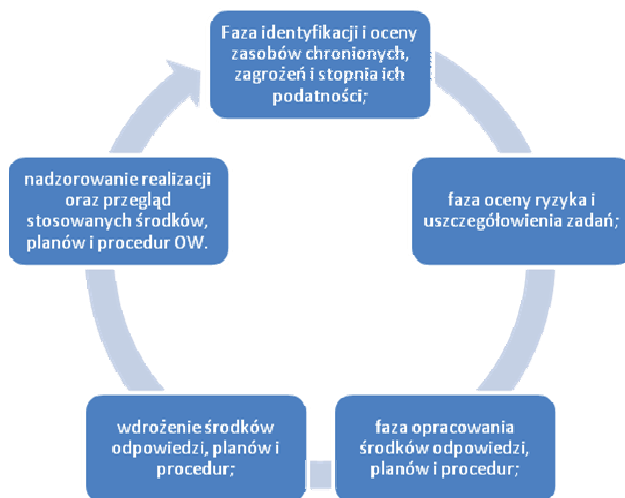 Faza identyfikacji i oceny
zasobów chronionych,
zagrożeń i stopnia ich
podatności;
faza oceny ryzyka i
uszczegółowienia zadań;
faza opracowania
środków odpowiedzi,
planów i procedur;
wdrożenie środków
odpowiedzi, planów i
procedur;
nadzorowanie realizacji
oraz przegląd
stosowanych środków,
planów i procedur OW.